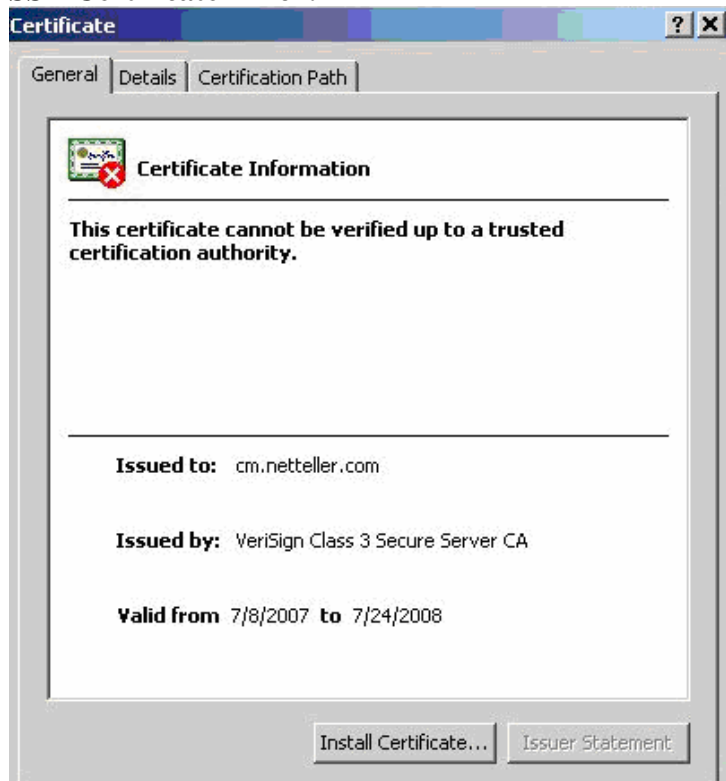 Certificate
? X
General Details Certification Path
Certificate Information
This certificate cannot be verified up to a trusted
certification authority.
Issued to: cm.netteller.com
Issued by: VeriSign Class 3 Secure Server CA
Valid from 7/8/2007 to 7/24/2008
Install Certificate... Issuer Statement